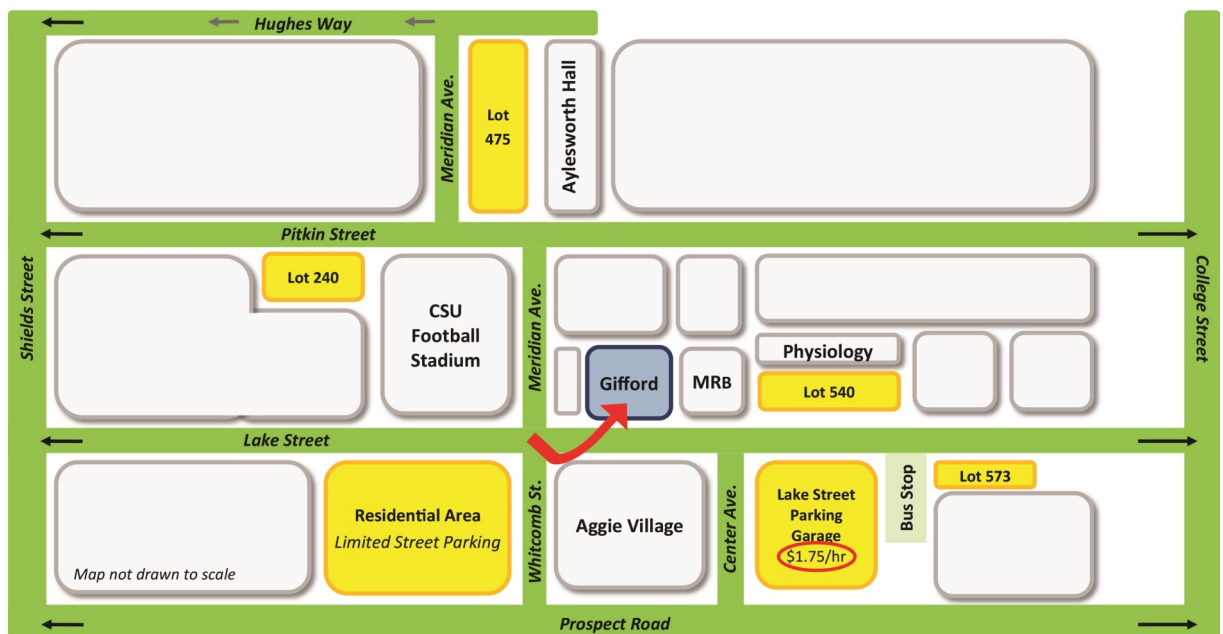 Hughes Way
Meridian Ave.
Lot
475
Aylesworth Hall
Pitkin Street
Shields Street
Lot 240
CSU
Football
Stadium
Meridian Ave.
College Street
Physiology
Gifford
MRB
Lot 540
Lake Street
Residential Area
Limited Street Parking
Map not drawn to scale
Whitcomb St.
Aggie Village
Center Ave.
Lake Street
Parking
Garage
$1.75/hr
Bus Stop
Lot 573
Prospect Road